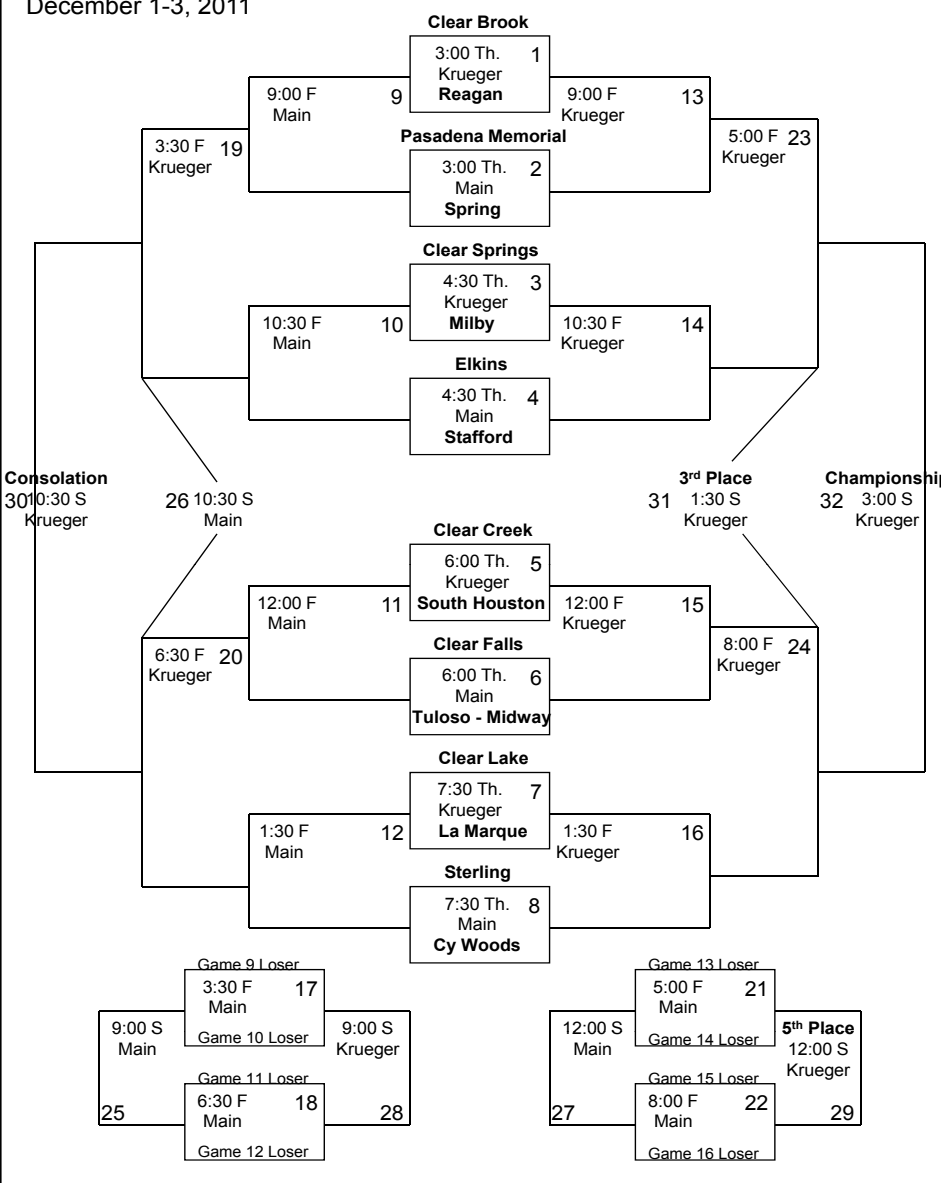 December 1-3, 2011
Clear Brook
3:00 Th. 1
Krueger
Reagan
9:00 F 9
Main
9:00 F 13
Krueger
Pasadena Memorial
3:30 F 19
Krueger
5:00 F 23
Krueger
3:00 Th. 2
Main
Spring
Clear Springs
4:30 Th. 3
Krueger
Milby
10:30 F 10
Main
10:30 F 14
Krueger
Elkins
4:30 Th. 4
Main
Stafford
Consolation
30 10:30 S
Krueger
26 10:30 S
Main
3rd Place
31 1:30 S
Krueger
Championship
32 3:00 S
Krueger
Clear Creek
6:00 Th. 5
Krueger
South Houston
12:00 F 11
Main
12:00 F 15
Krueger
Clear Falls
6:30 F 20
Krueger
8:00 F 24
Krueger
6:00 Th. 6
Main
Tuloso - Midway
Clear Lake
7:30 Th. 7
Krueger
La Marque
1:30 F 12
Main
1:30 F 16
Krueger
Sterling
7:30 Th. 8
Main
Cy Woods
Game 9 Loser
3:30 F 17
Main
Game 10 Loser
9:00 S
Main
9:00 S
Krueger
Game 11 Loser
6:30 F 18
Main
Game 12 Loser
25
28
Game 13 Loser
5:00 F 21
Main
Game 14 Loser
12:00 S
Main
5th Place
12:00 S
Krueger
Game 15 Loser
8:00 F 22
Main
Game 16 Loser
27
29